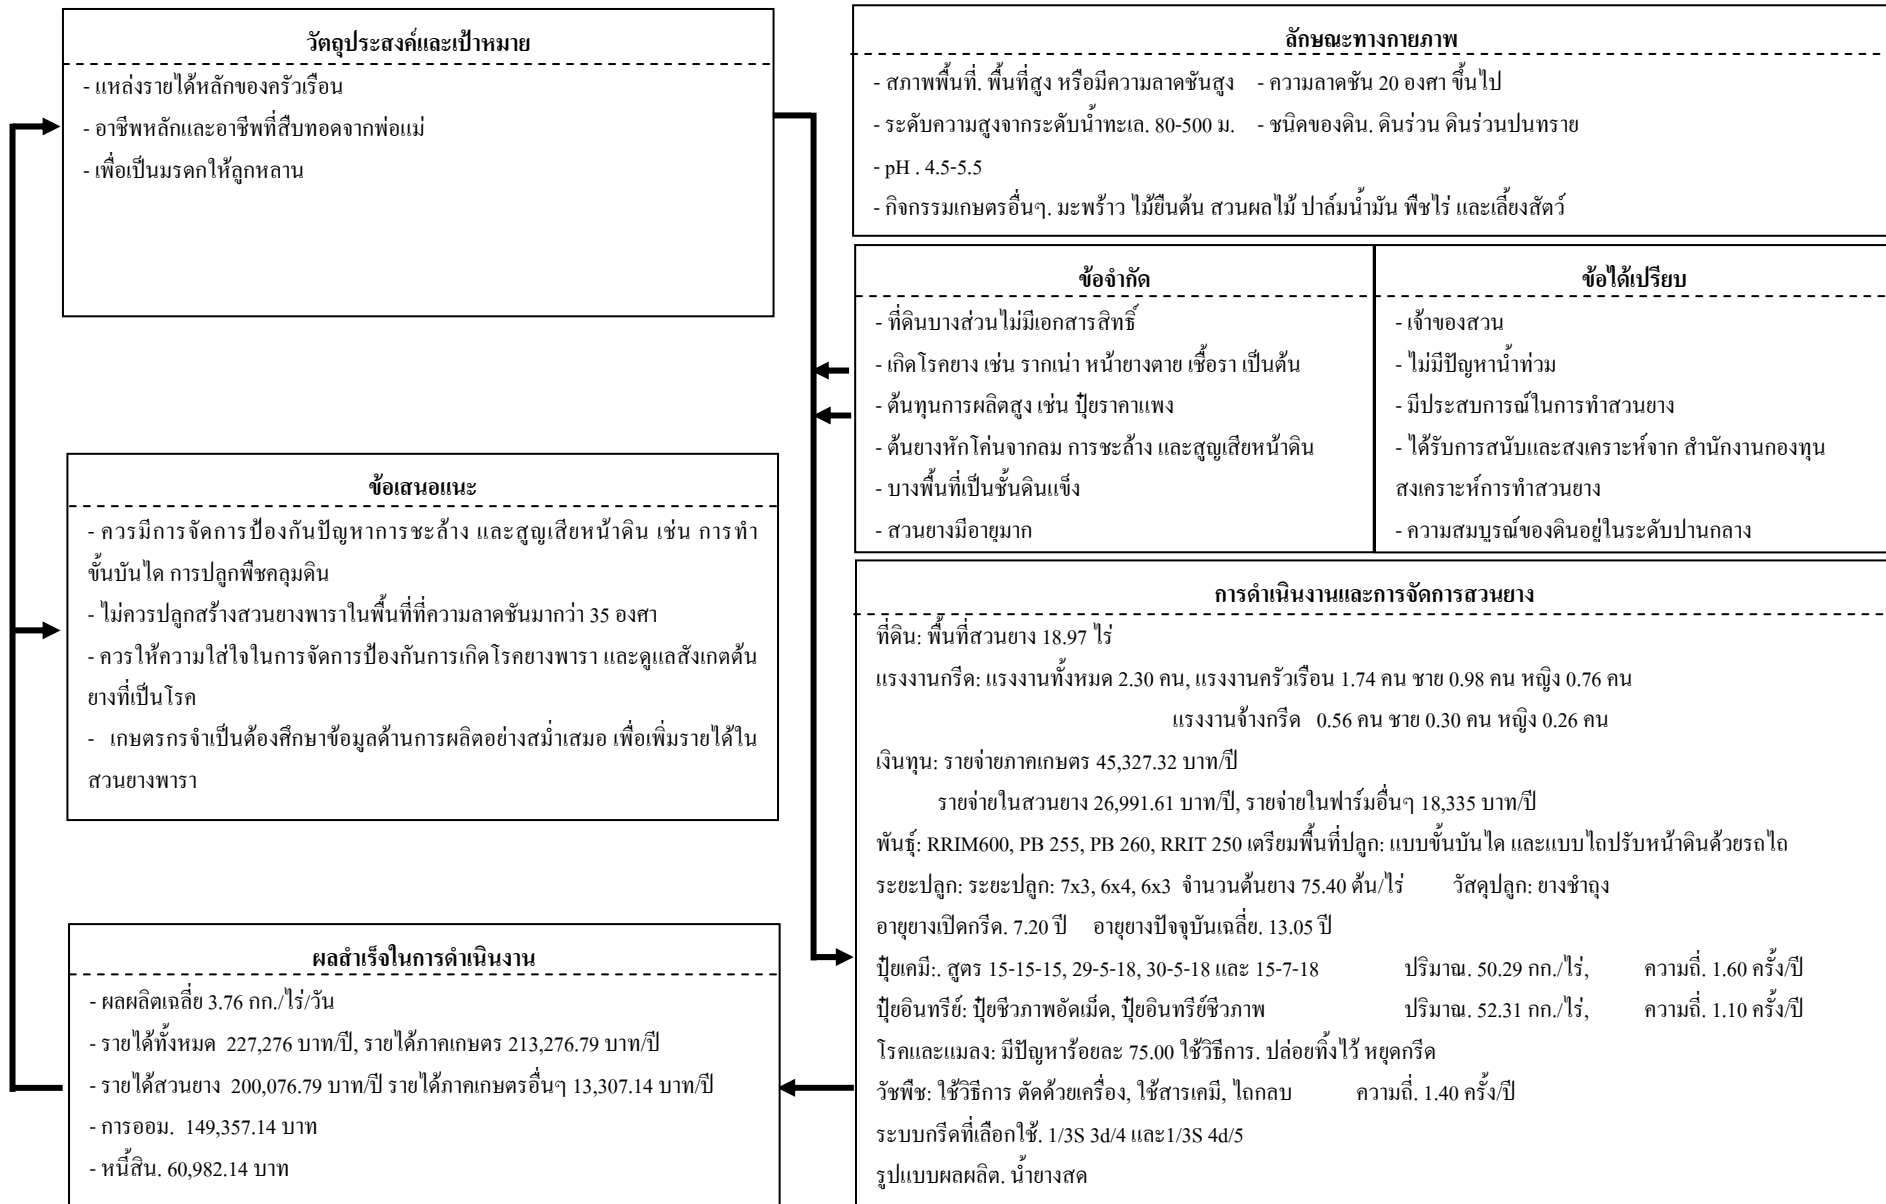 วัตถุประสงค์และเป้าหมาย
- แหล่งรายได้หลักของครัวเรือน
- อาชีพหลักและอาชีพที่สืบทอดจากพ่อแม่
- เพื่อเป็นมรดกให้ลูกหลาน
ลักษณะทางกายภาพ
- สภาพพื้นที่. พื้นที่สูง หรือมีความลาดชันสูง - ความลาดชัน 20 องศา ขึ้นไป
- ระดับความสูงจากระดับน้ำทะเล. 80-500 ม. - ชนิดของดิน. ดินร่วน ดินร่วนปนทราย
- pH . 4.5-5.5
- กิจกรรมเกษตรอื่นๆ. มะพร้าว ไม้ยืนต้น สวนผลไม้ ปาล์มน้ำมัน พืชไร่ และเลี้ยงสัตว์
ข้อจำกัด
- ที่ดินบางส่วนไม่มีเอกสารสิทธิ์
- เกิดโรคยาง เช่น รากเน่า หน้ายางตาย เชื้อรา เป็นต้น
- ต้นทุนการผลิตสูง เช่น ปุ๋ยราคาแพง
- ต้นยางหักโค่นจากลม การชะล้าง และสูญเสียหน้าดิน
- บางพื้นที่เป็นชั้นดินแข็ง
- สวนยางมีอายุมาก
ข้อได้เปรียบ
- เจ้าของสวน
- ไม่มีปัญหาน้ำท่วม
- มีประสบการณ์ในการทำสวนยาง
- ได้รับการสนับและสงเคราะห์จาก สำนักงานกองทุน
สงเคราะห์การทำสวนยาง
- ความสมบูรณ์ของดินอยู่ในระดับปานกลาง
ข้อเสนอแนะ
- ควรมีการจัดการป้องกันปัญหาการชะล้าง และสูญเสียหน้าดิน เช่น การทำ
ขั้นบันได การปลูกพืชคลุมดิน
- ไม่ควรปลูกสร้างสวนยางพาราในพื้นที่ที่ความลาดชันมากว่า 35 องศา
- ควรให้ความใส่ใจในการจัดการป้องกันการเกิดโรคยางพารา และดูแลสังเกตต้น
ยางที่เป็นโรค
- เกษตรกรจำเป็นต้องศึกษาข้อมูลด้านการผลิตอย่างสม่ำเสมอ เพื่อเพิ่มรายได้ใน
สวนยางพารา
การดำเนินงานและการจัดการสวนยาง
ที่ดิน: พื้นที่สวนยาง 18.97 ไร่
แรงงานกรีด: แรงงานทั้งหมด 2.30 คน, แรงงานครัวเรือน 1.74 คน ชาย 0.98 คน หญิง 0.76 คน
แรงงานจ้างกรีด 0.56 คน ชาย 0.30 คน หญิง 0.26 คน
เงินทุน: รายจ่ายภาคเกษตร 45,327.32 บาท/ปี
รายจ่ายในสวนยาง 26,991.61 บาท/ปี, รายจ่ายในฟาร์มอื่นๆ 18,335 บาท/ปี
พันธุ์: RRIM600, PB 255, PB 260, RRIT 250 เตรียมพื้นที่ปลูก: แบบขั้นบันได และแบบไถปรับหน้าดินด้วยรถไถ
ระยะปลูก: ระยะปลูก: 7x3, 6x4, 6x3 จำนวนต้นยาง 75.40 ต้น/ไร่ วัสดุปลูก: ยางชำถุง
อายุยางเปิดกรีด. 7.20 ปี อายุยางปัจจุบันเฉลี่ย. 13.05 ปี
ปุ๋ยเคมี:. สูตร 15-15-15, 29-5-18, 30-5-18 และ 15-7-18 ปริมาณ. 50.29 กก./ไร่, ความถี่. 1.60 ครั้ง/ปี
ปุ๋ยอินทรีย์: ปุ๋ยชีวภาพอัดเม็ด, ปุ๋ยอินทรีย์ชีวภาพ ปริมาณ. 52.31 กก./ไร่, ความถี่. 1.10 ครั้ง/ปี
โรคและแมลง: มีปัญหาร้อยละ 75.00 ใช้วิธีการ. ปล่อยทิ้งไว้ หยุดกรีด
วัชพืช: ใช้วิธีการ ตัดด้วยเครื่อง, ใช้สารเคมี, ไถกลบ ความถี่. 1.40 ครั้ง/ปี
ระบบกรีดที่เลือกใช้. 1/3S 3d/4 และ1/3S 4d/5
รูปแบบผลผลิต. น้ำยางสด
ผลสำเร็จในการดำเนินงาน
- ผลผลิตเฉลี่ย 3.76 กก./ไร่/วัน
- รายได้ทั้งหมด 227,276 บาท/ปี, รายได้ภาคเกษตร 213,276.79 บาท/ปี
- รายได้สวนยาง 200,076.79 บาท/ปี รายได้ภาคเกษตรอื่นๆ 13,307.14 บาท/ปี
- การออม. 149,357.14 บาท
- หนี้สิน. 60,982.14 บาท